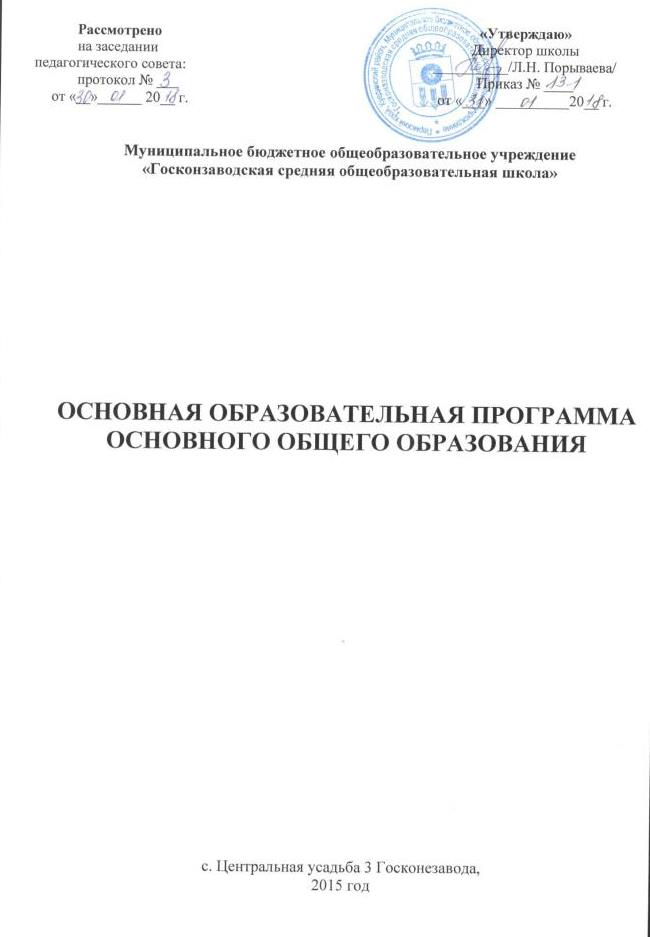 Рассмотрено
на заседании
педагогического совета:
протокол № 3
от «30» 01 2018 г.
«Утверждаю»
Директор школы
/Л.Н. Порываева/
Приказ № 13-1
от «31» 01 2018г.
Муниципальное бюджетное общеобразовательное учреждение
«Госконзаводская средняя общеобразовательная школа»
ОСНОВНАЯ ОБРАЗОВАТЕЛЬНАЯ ПРОГРАММА
ОСНОВНОГО ОБЩЕГО ОБРАЗОВАНИЯ
с. Центральная усадьба 3 Госконезавода,
2015 год